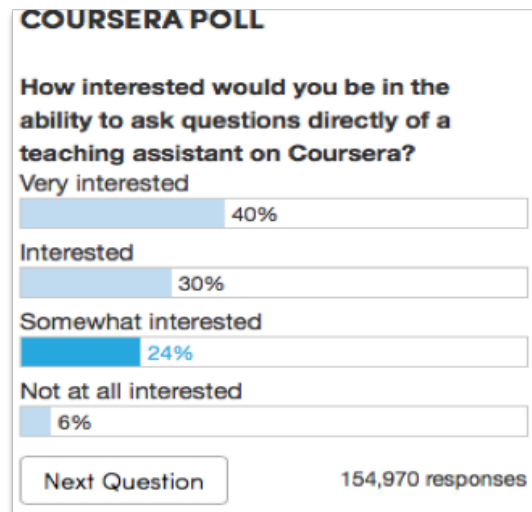 COURSERA POLL
How interested would you be in the
ability to ask questions directly of a
teaching assistant on Coursera?
Very interested
40%
Interested
30%
Somewhat interested
24%
Not at all interested
6%
Next Question
154,970 responses